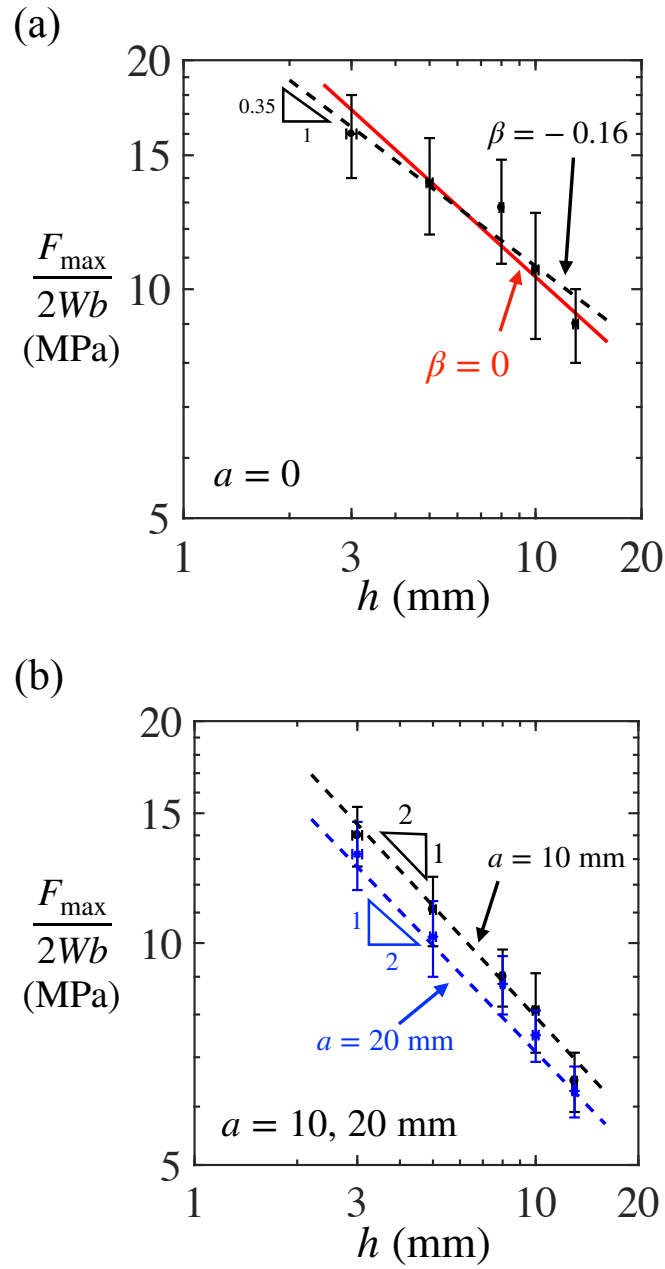 (a)
20
15
10
5
F_max
2Wb
(MPa)
0.35
1
β = − 0.16
β = 0
a = 0
1
3
10
20
h (mm)
(b)
20
15
10
5
F_max
2Wb
(MPa)
2
1
a = 10 mm
1
2
a = 20 mm
a = 10, 20 mm
1
3
10
20
h (mm)